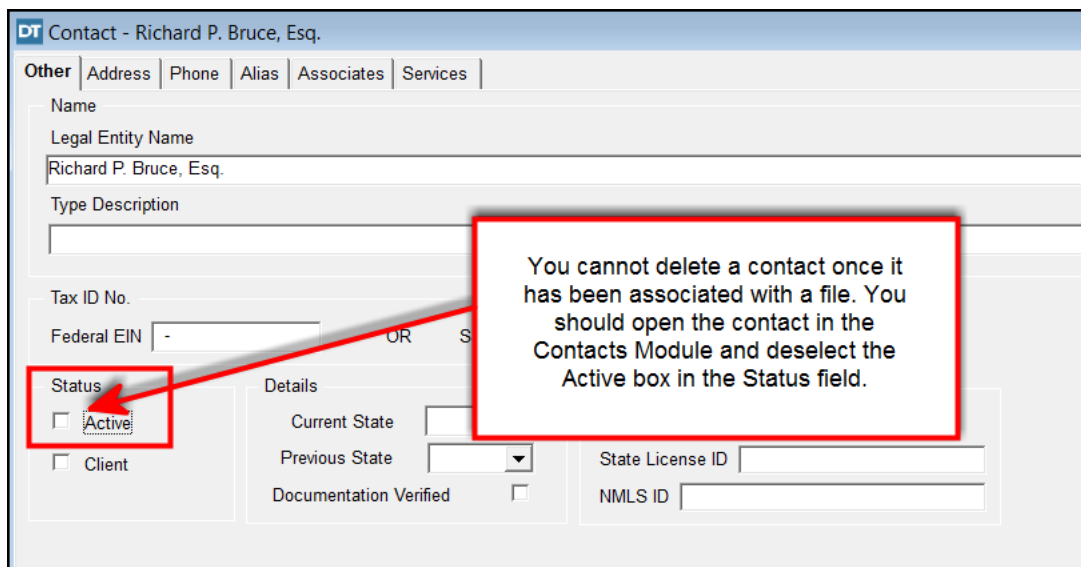 DT Contact - Richard P. Bruce, Esq.
Other Address Phone Alias Associates Services
Name
Legal Entity Name
Richard P. Bruce, Esq.
Type Description
You cannot delete a contact once it
has been associated with a file. You
should open the contact in the
Contacts Module and deselect the
Active box in the Status field.
Tax ID No.
Federal EIN - OR S
Status Details
Active Current State
Client Previous State State License ID
Documentation Verified NMLS ID